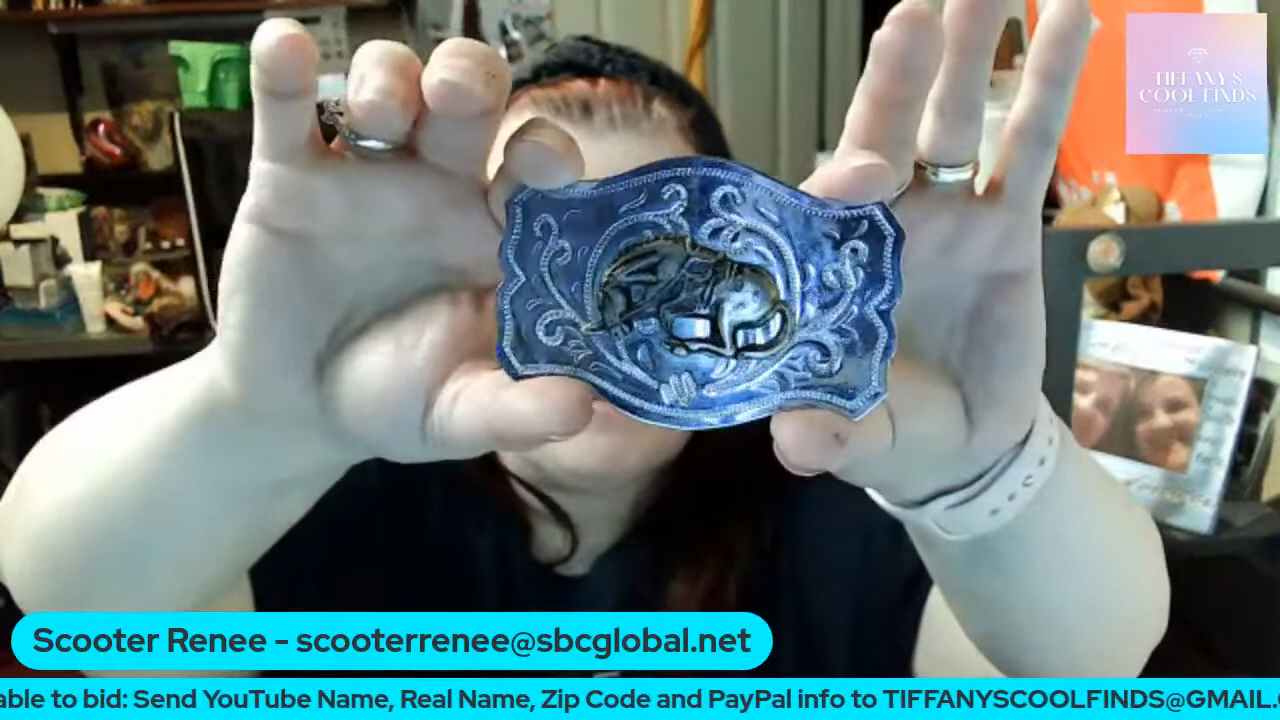 TIFFANY'S
COOL FINDS
Scooter Renee - scooterrenee@sbcglobal.net
able to bid: Send YouTube Name, Real Name, Zip Code and PayPal info to TIFFANYSCOOLFINDS@GMAIL.